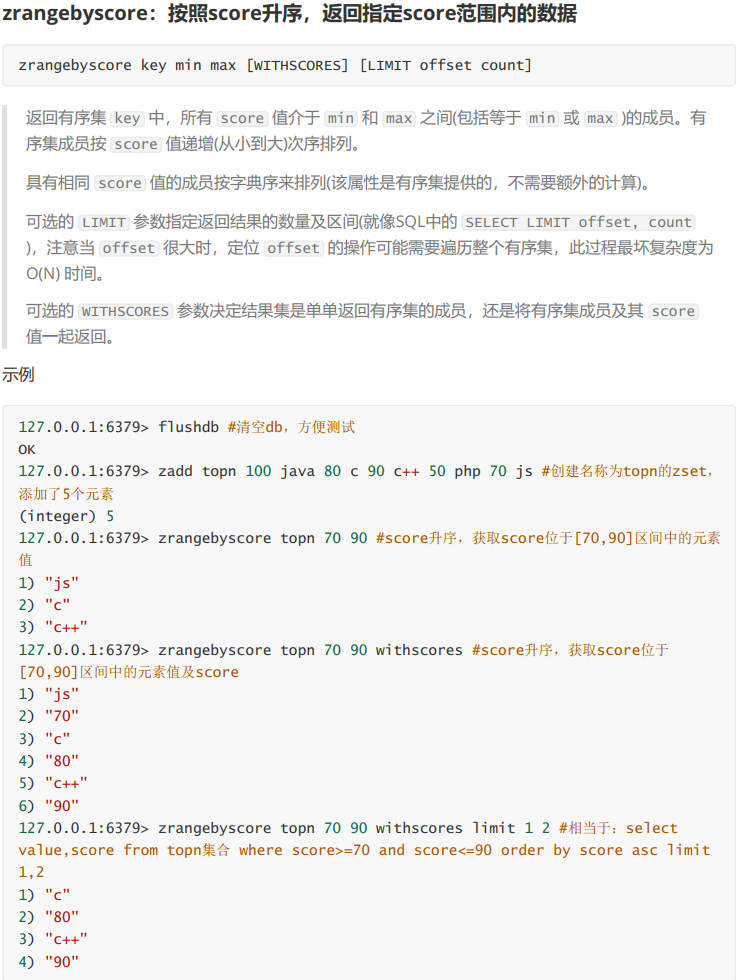 zrangebyscore：按照score升序，返回指定score范围内的数据
zrangebyscore key min max [WITHSCORES] [LIMIT offset count]
返回有序集 key 中，所有 score 值介于 min 和 max 之间(包括等于 min 或 max )的成员。有
序集成员按 score 值递增(从小到大)次序排列。
具有相同 score 值的成员按字典序来排列(该属性是有序集提供的，不需要额外的计算)。
可选的 LIMIT 参数指定返回结果的数量及区间(就像SQL中的 SELECT LIMIT offset, count
)，注意当 offset 很大时，定位 offset 的操作可能需要遍历整个有序集，此过程最坏复杂度为
O(N) 时间。
可选的 WITHSCORES 参数决定结果集是单单返回有序集的成员，还是将有序集成员及其 score
值一起返回。
示例
127.0.0.1:6379> flushdb #清空db，方便测试
OK
127.0.0.1:6379> zadd topn 100 java 80 c 90 c++ 50 php 70 js #创建名称为topn的zset，
添加了5个元素
(integer) 5
127.0.0.1:6379> zrangebyscore topn 70 90 #score升序，获取score位于[70,90]区间中的元素
值
1) "js"
2) "c"
3) "c++"
127.0.0.1:6379> zrangebyscore topn 70 90 withscores #score升序，获取score位于
[70,90]区间中的元素值及score
1) "js"
2) "70"
3) "c"
4) "80"
5) "c++"
6) "90"
127.0.0.1:6379> zrangebyscore topn 70 90 withscores limit 1 2 #相当于：select
value,score from topn集合 where score>=70 and score<=90 order by score asc limit
1,2
1) "c"
2) "80"
3) "c++"
4) "90"